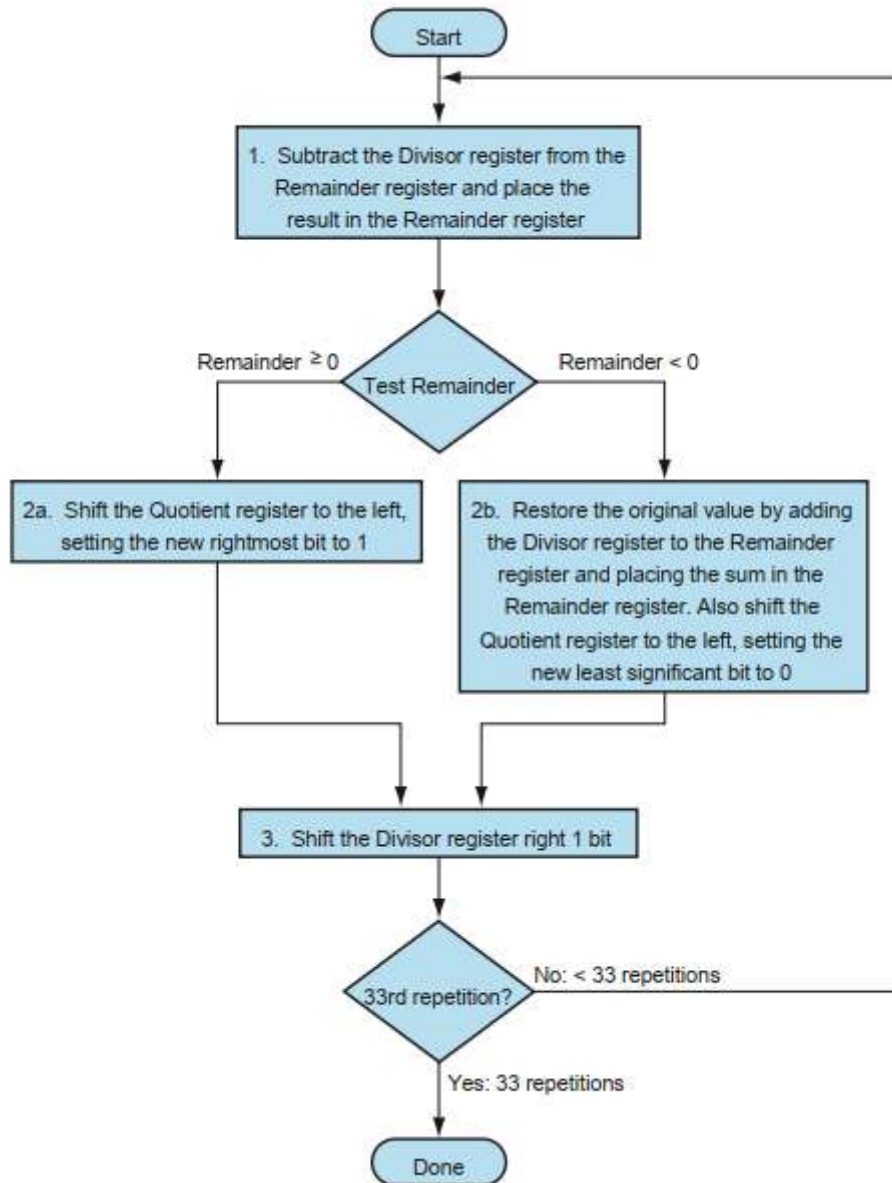 Start
1. Subtract the Divisor register from the
Remainder register and place the
result in the Remainder register
Remainder ≥ 0
Test Remainder
Remainder < 0
2a. Shift the Quotient register to the left,
setting the new rightmost bit to 1
2b. Restore the original value by adding
the Divisor register to the Remainder
register and placing the sum in the
Remainder register. Also shift the
Quotient register to the left, setting the
new least significant bit to 0
3. Shift the Divisor register right 1 bit
33rd repetition?
No: < 33 repetitions
Yes: 33 repetitions
Done